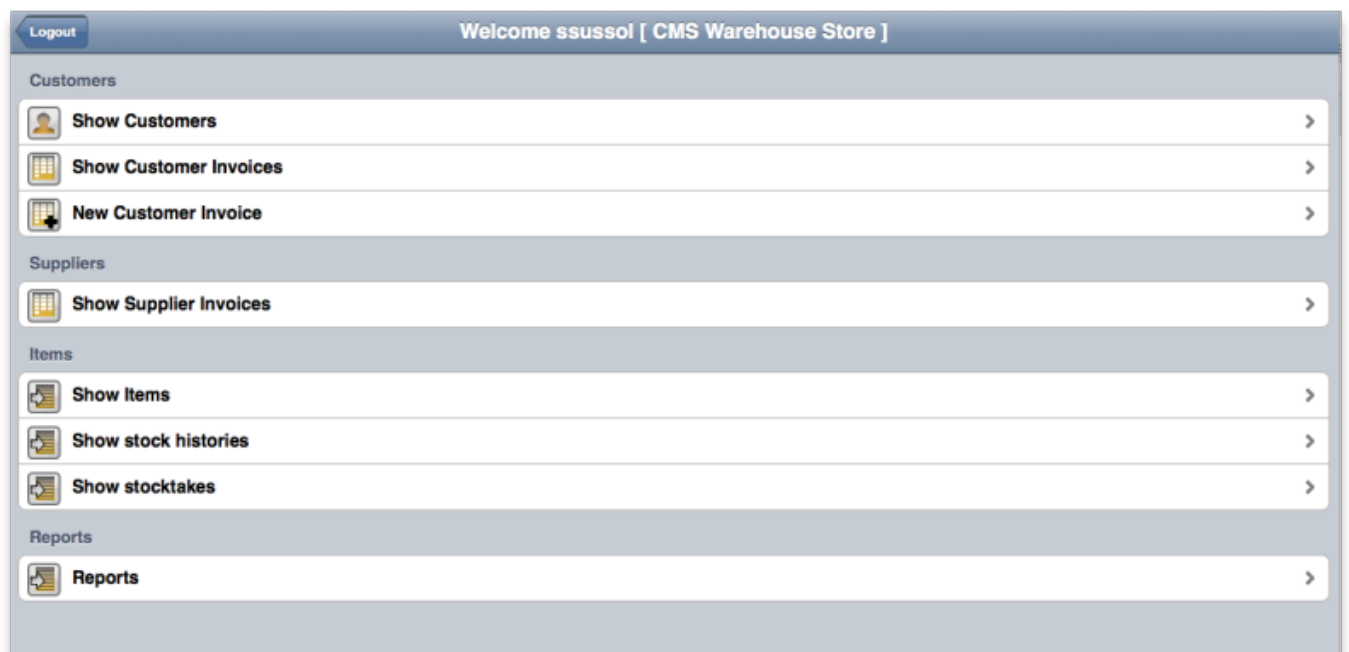 Logout
Welcome ssussol [ CMS Warehouse Store ]
Customers
Show Customers
Show Customer Invoices
New Customer Invoice
Suppliers
Show Supplier Invoices
Items
Show Items
Show stock histories
Show stocktakes
Reports
Reports